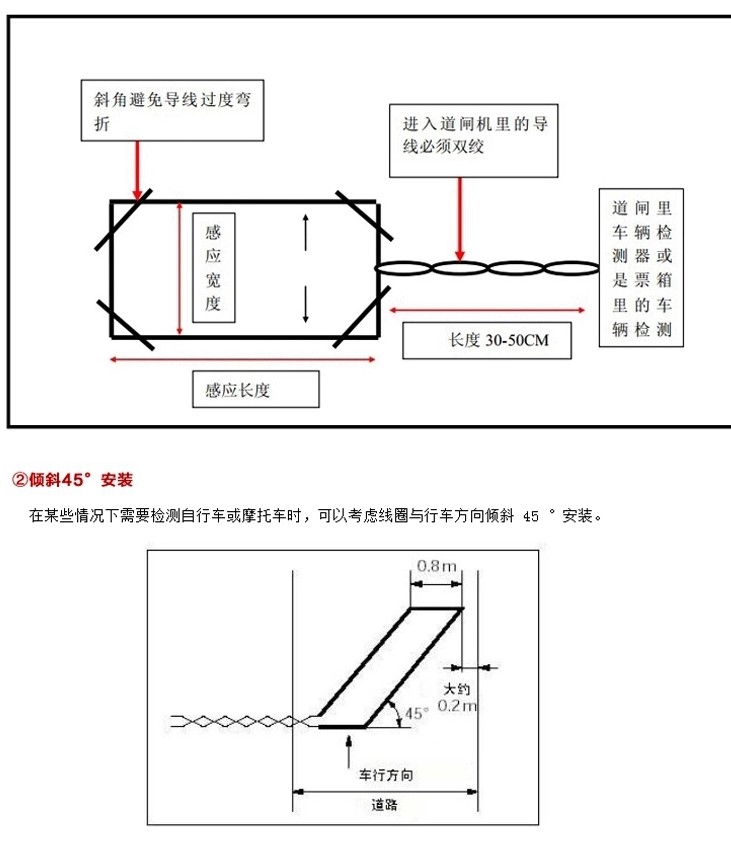 斜角避免导线过度弯
折
进入道闸机里的导
线必须双绞
道闸里
车辆检
测器或
是票箱
里的车
辆检测
感
应
宽
度
长度 30-50CM
感应长度
②倾斜45°安装
在某些情况下需要检测自行车或摩托车时，可以考虑线圈与行车方向倾斜 45 °安装。
0.8m
大约
0.2m
45°
车行方向
道路